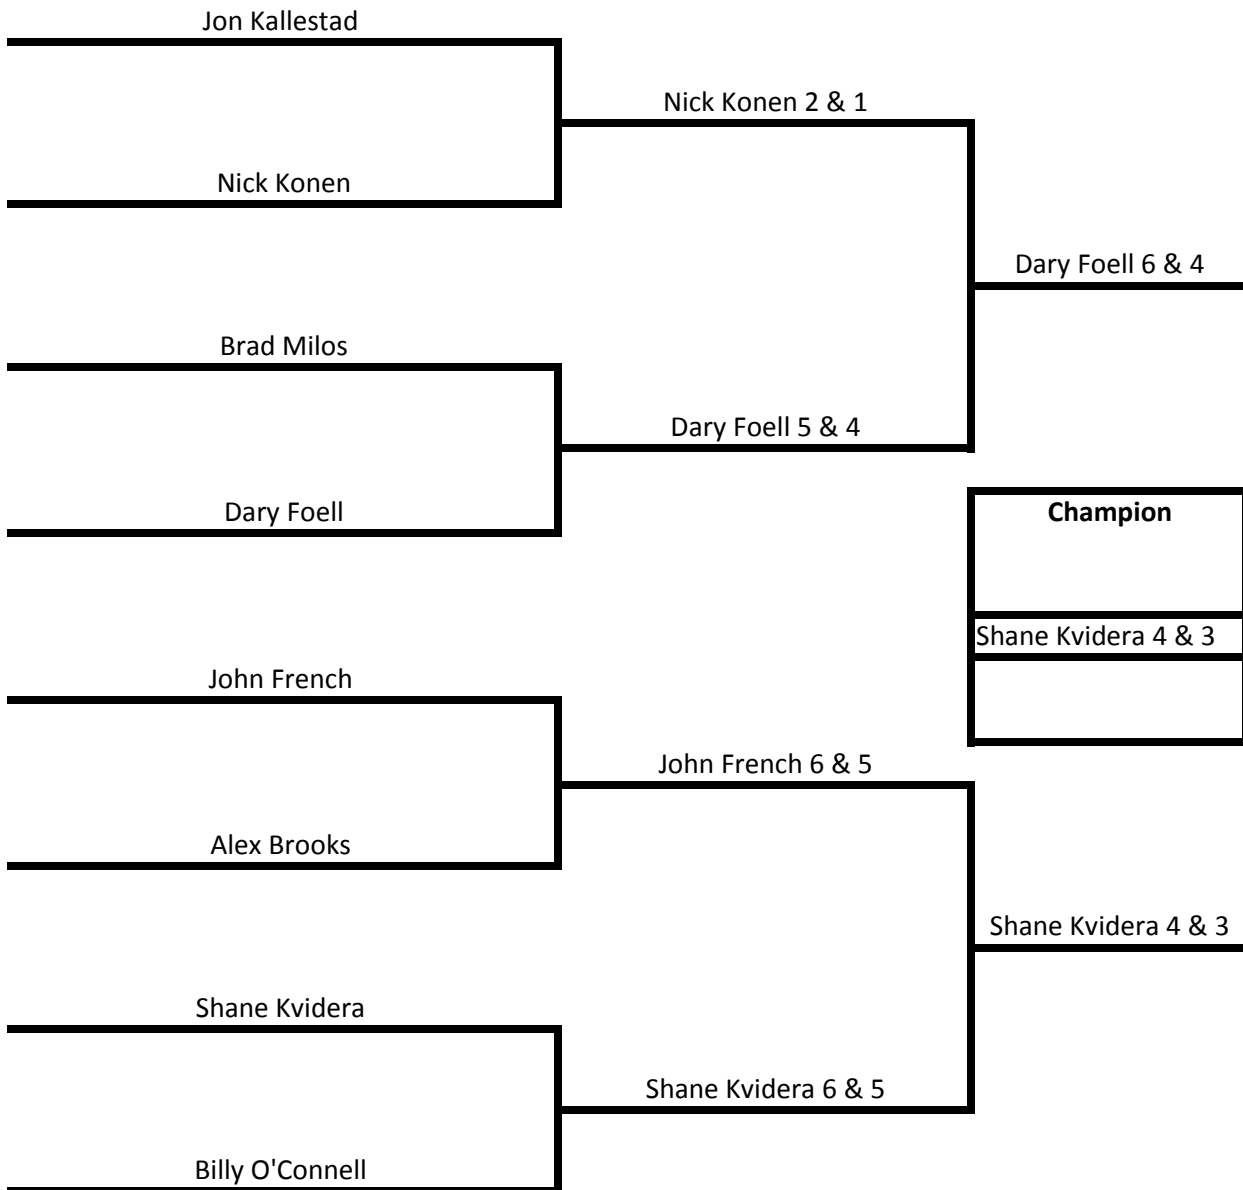 Jon Kallestad
Nick Konen 2 & 1
Nick Konen
Dary Foell 6 & 4
Brad Milos
Dary Foell 5 & 4
Dary Foell
Champion
Shane Kvidera 4 & 3
John French
John French 6 & 5
Alex Brooks
Shane Kvidera 4 & 3
Shane Kvidera
Shane Kvidera 6 & 5
Billy O'Connell